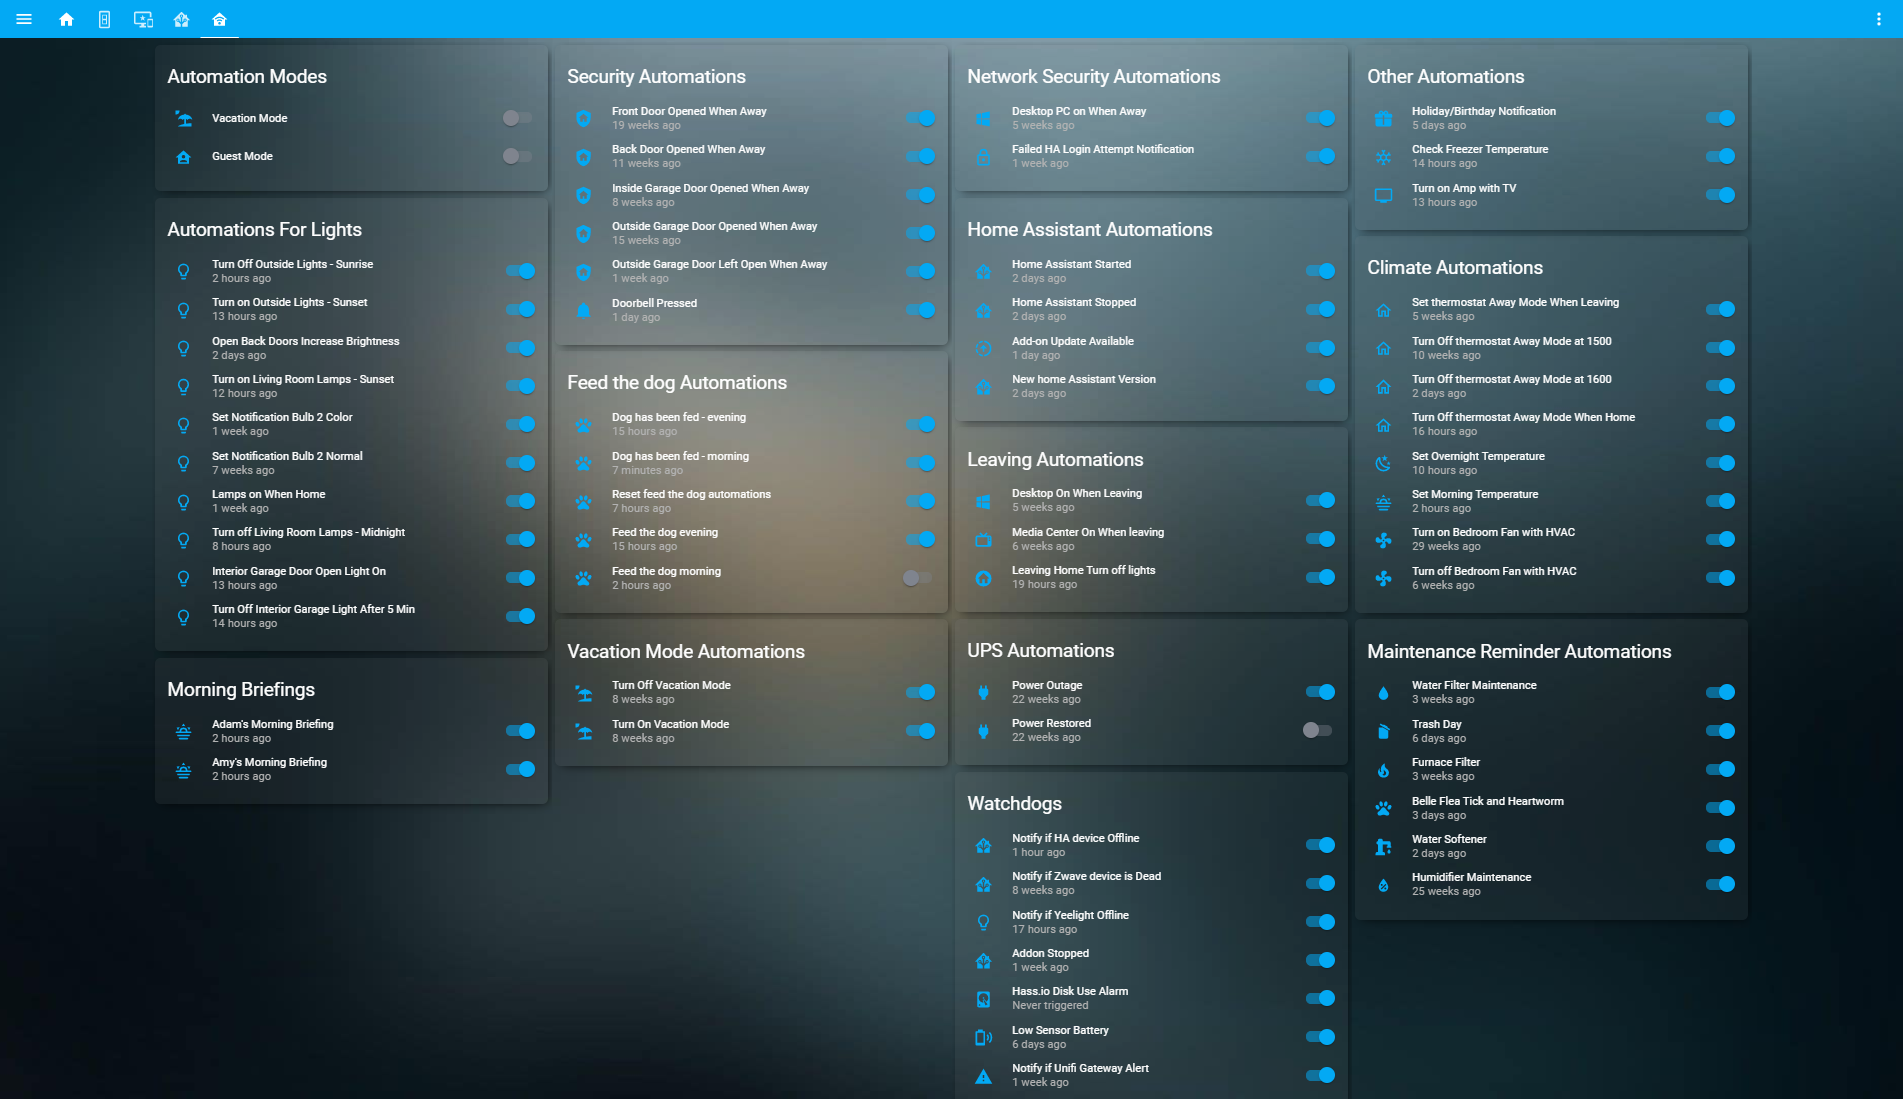 Automation Modes
Vacation Mode
Guest Mode
Automations For Lights
Turn Off Outside Lights - Sunrise
2 hours ago
Turn on Outside Lights - Sunset
13 hours ago
Open Back Doors Increase Brightness
2 days ago
Turn on Living Room Lamps - Sunset
12 hours ago
Set Notification Bulb 2 Color
1 week ago
Set Notification Bulb 2 Normal
7 weeks ago
Lamps on When Home
1 week ago
Turn off Living Room Lamps - Midnight
8 hours ago
Interior Garage Door Open Light On
13 hours ago
Turn Off Interior Garage Light After 5 Min
14 hours ago
Morning Briefings
Adam's Morning Briefing
2 hours ago
Amy's Morning Briefing
2 hours ago
Security Automations
Front Door Opened When Away
19 weeks ago
Back Door Opened When Away
11 weeks ago
Inside Garage Door Opened When Away
8 weeks ago
Outside Garage Door Opened When Away
15 weeks ago
Outside Garage Door Left Open When Away
1 week ago
Doorbell Pressed
1 day ago
Feed the dog Automations
Dog has been fed - evening
15 hours ago
Dog has been fed - morning
7 minutes ago
Reset feed the dog automations
7 hours ago
Feed the dog evening
15 hours ago
Feed the dog morning
2 hours ago
Vacation Mode Automations
Turn Off Vacation Mode
8 weeks ago
Turn On Vacation Mode
8 weeks ago
Network Security Automations
Desktop PC on When Away
5 weeks ago
Failed HA Login Attempt Notification
1 week ago
Home Assistant Automations
Home Assistant Started
2 days ago
Home Assistant Stopped
2 days ago
Add-on Update Available
1 day ago
New home Assistant Version
2 days ago
Leaving Automations
Desktop On When Leaving
5 weeks ago
Media Center On When leaving
6 weeks ago
Leaving Home Turn off lights
19 hours ago
UPS Automations
Power Outage
22 weeks ago
Power Restored
22 weeks ago
Watchdogs
Notify if HA device Offline
1 hour ago
Notify if Zwave device is Dead
8 weeks ago
Notify if Yeelight Offline
17 hours ago
Addon Stopped
1 week ago
Hass.io Disk Use Alarm
Never triggered
Low Sensor Battery
6 days ago
Notify if Unifi Gateway Alert
1 week ago
Other Automations
Holiday/Birthday Notification
5 days ago
Check Freezer Temperature
14 hours ago
Turn on Amp with TV
13 hours ago
Climate Automations
Set thermostat Away Mode When Leaving
5 weeks ago
Turn Off thermostat Away Mode at 1500
10 weeks ago
Turn Off thermostat Away Mode at 1600
2 days ago
Turn Off thermostat Away Mode When Home
16 hours ago
Set Overnight Temperature
10 hours ago
Set Morning Temperature
2 hours ago
Turn on Bedroom Fan with HVAC
29 weeks ago
Turn off Bedroom Fan with HVAC
6 weeks ago
Maintenance Reminder Automations
Water Filter Maintenance
3 weeks ago
Trash Day
6 days ago
Furnace Filter
3 weeks ago
Belle Flea Tick and Heartworm
3 days ago
Water Softener
2 days ago
Humidifier Maintenance
25 weeks ago